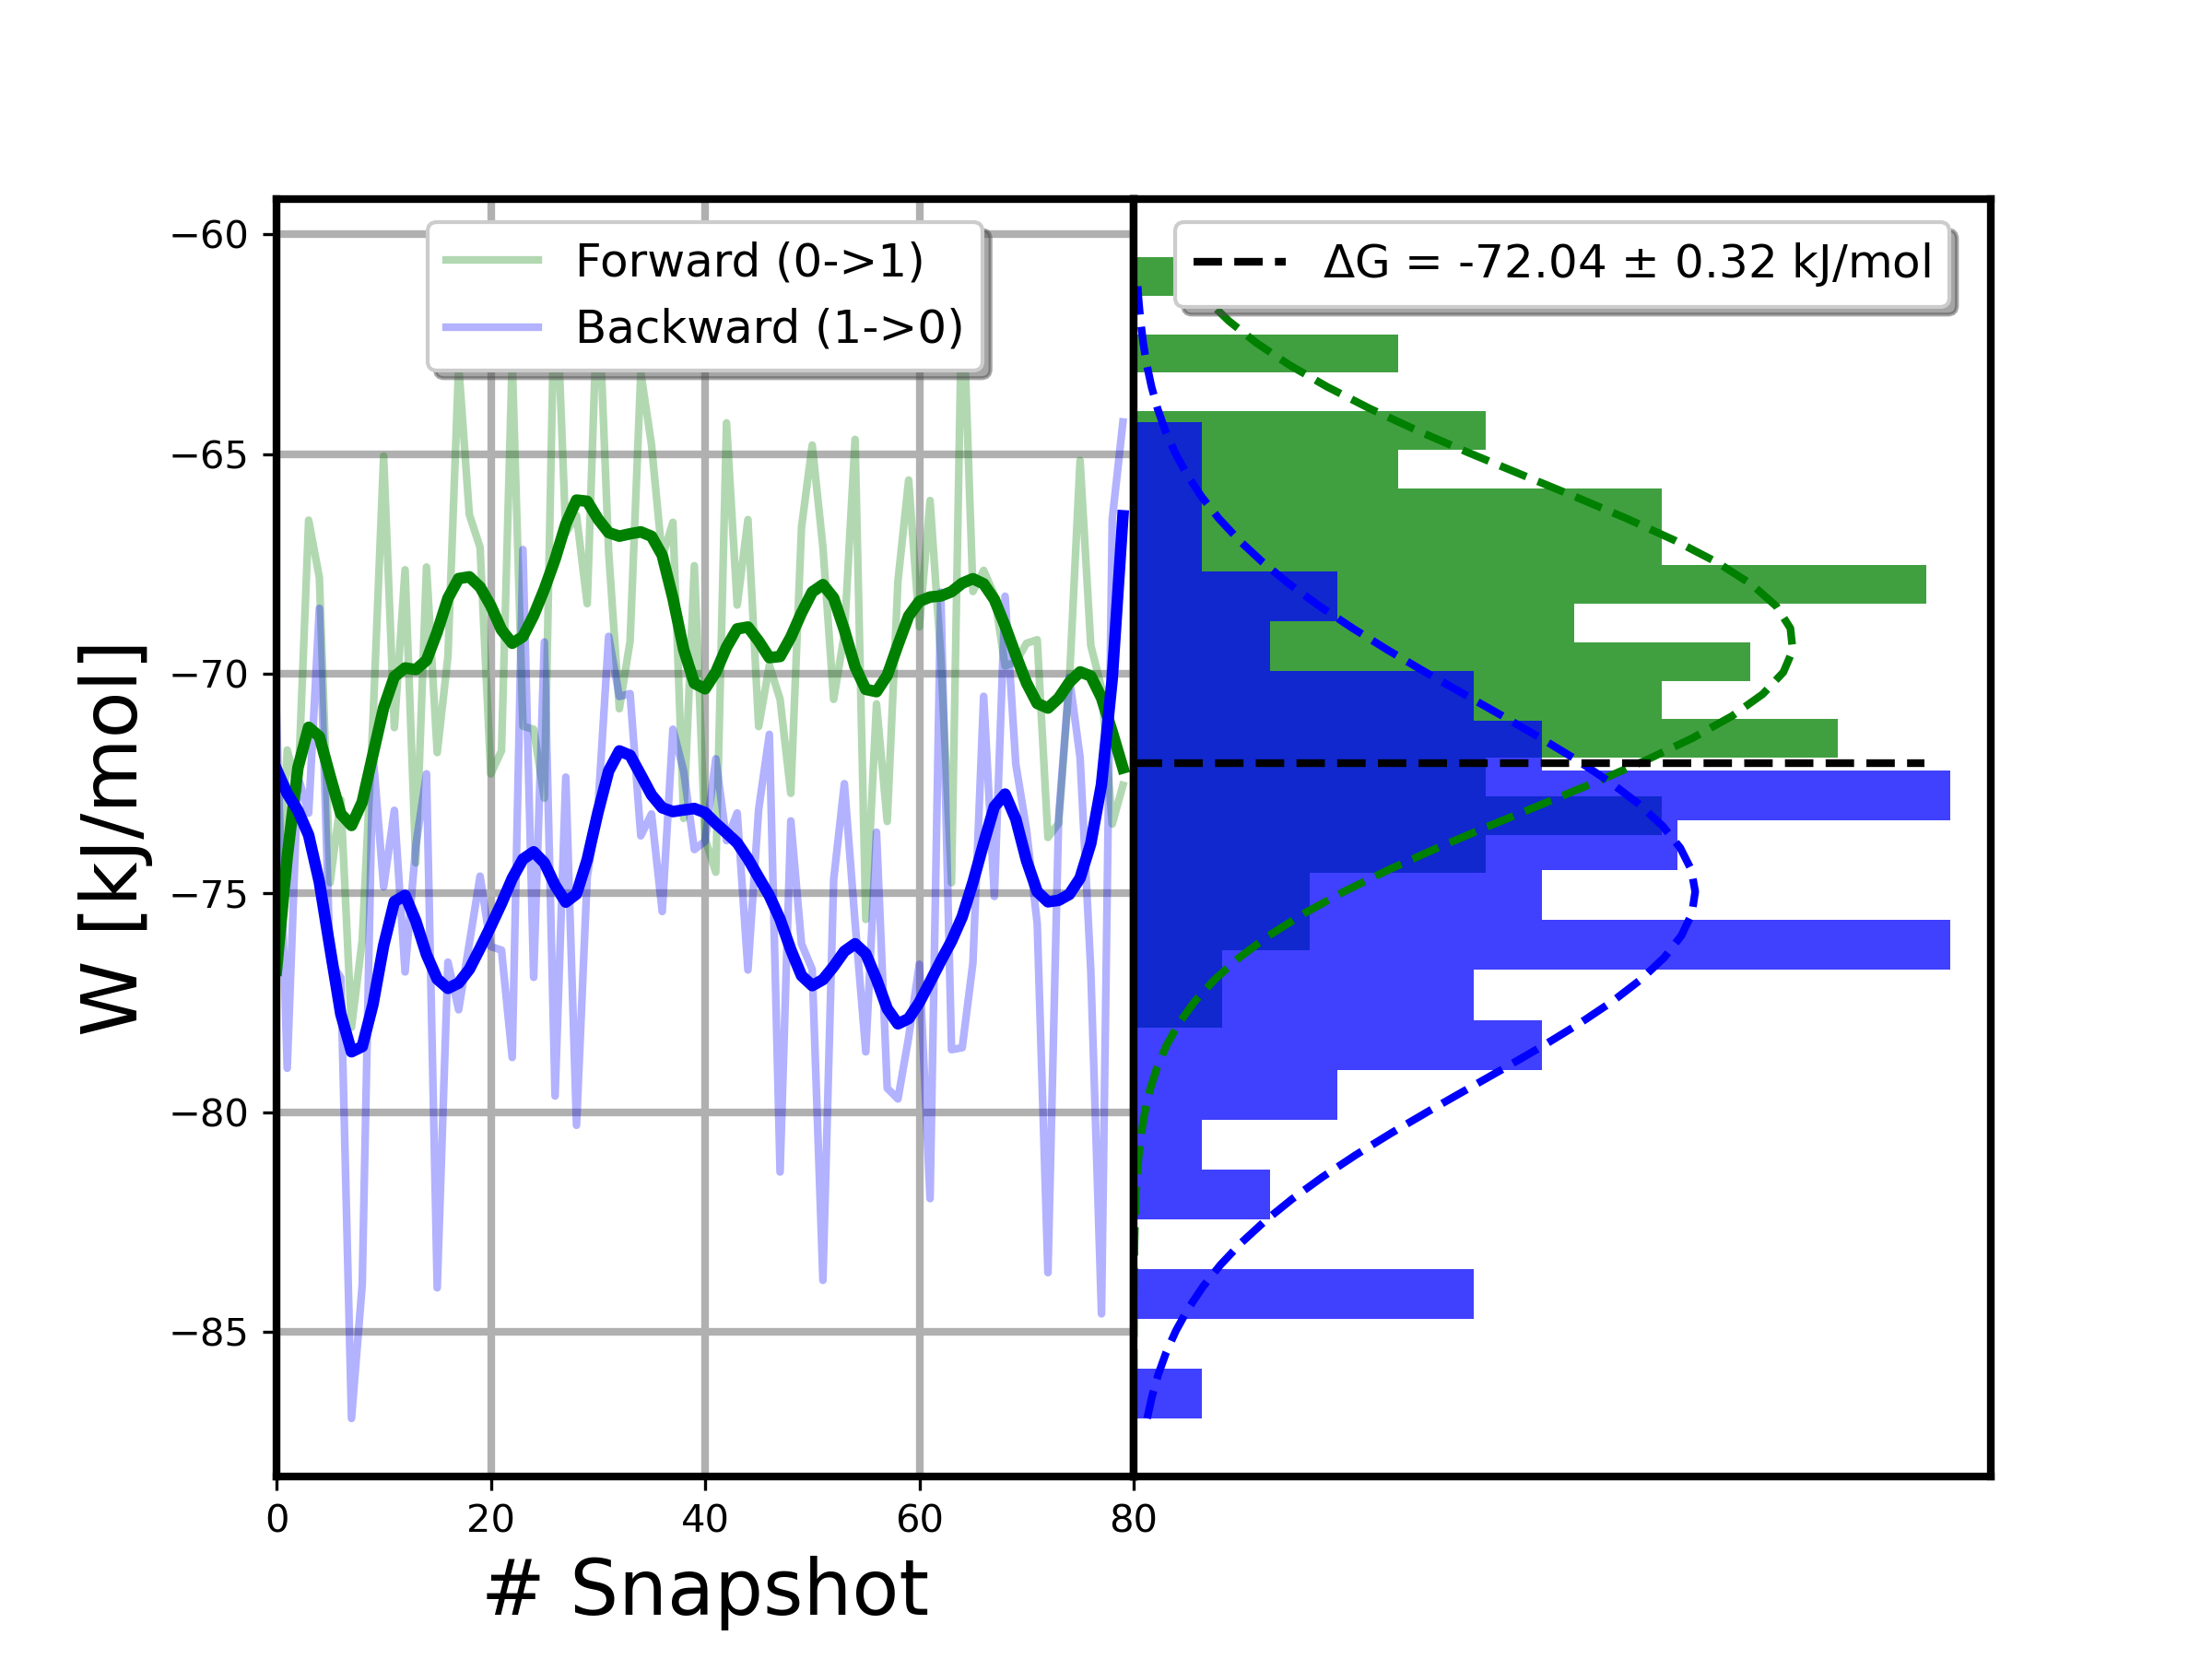 W [kJ/mol]
−60
−65
−70
−75
−80
−85
Forward (0->1)
Backward (1->0)
ΔG = -72.04 ± 0.32 kJ/mol
0 20 40 60 80
# Snapshot